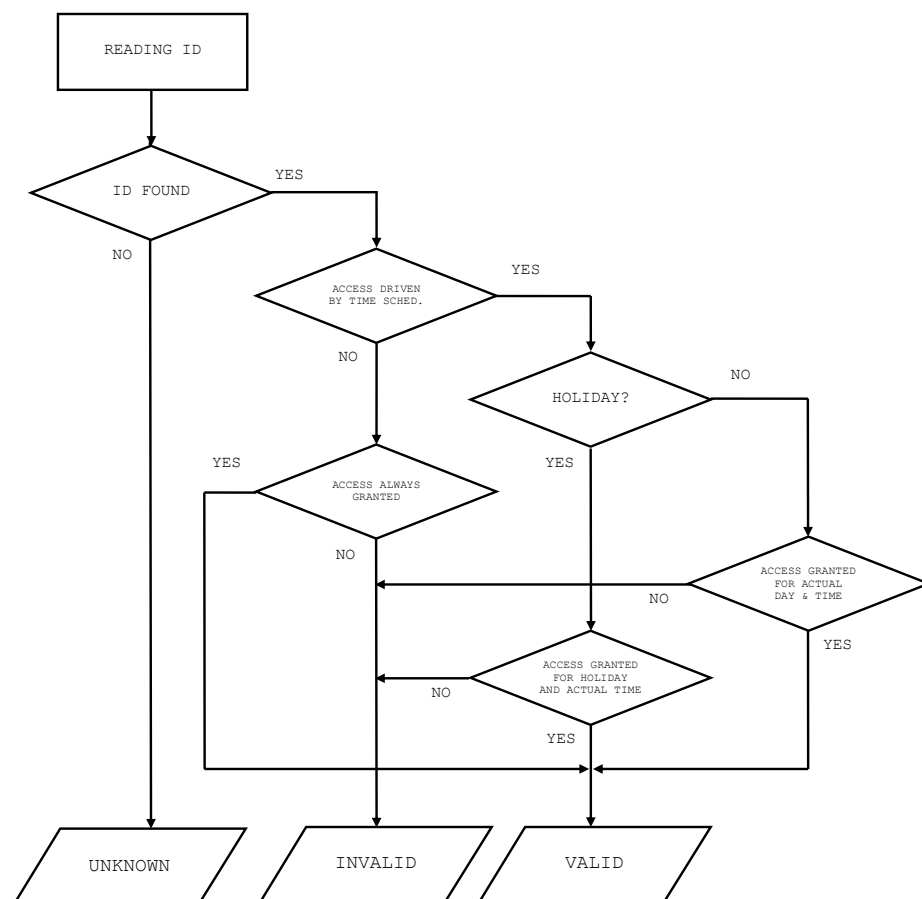 READING ID
YES
ID FOUND
NO
YES
ACCESS DRIVEN
BY TIME SCHED.
NO
NO
HOLIDAY?
YES
YES
ACCESS ALWAYS
GRANTED
NO
ACCESS GRANTED
FOR ACTUAL
DAY & TIME
NO
YES
ACCESS GRANTED
FOR HOLIDAY
AND ACTUAL TIME
NO
YES
UNKNOWN
INVALID
VALID